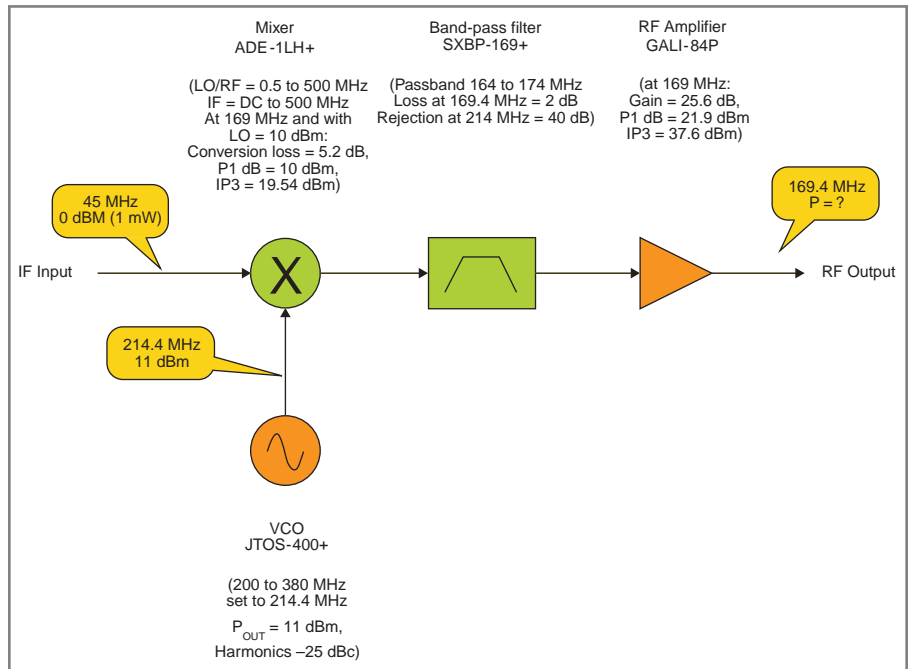 Mixer
ADE-1LH+
(LO/RF = 0.5 to 500 MHz
IF = DC to 500 MHz
At 169 MHz and with
LO = 10 dBm:
Conversion loss = 5.2 dB,
P1 dB = 10 dBm,
IP3 = 19.54 dBm)
Band-pass filter
SXBP-169+
(Passband 164 to 174 MHz
Loss at 169.4 MHz = 2 dB
Rejection at 214 MHz = 40 dB)
RF Amplifier
GALI-84P
(at 169 MHz:
Gain = 25.6 dB,
P1 dB = 21.9 dBm
IP3 = 37.6 dBm)
45 MHz
0 dBM (1 mW)
169.4 MHz
P = ?
IF Input
X
RF Output
214.4 MHz
11 dBm
VCO
JTOS-400+
(200 to 380 MHz
set to 214.4 MHz
P_OUT = 11 dBm,
Harmonics –25 dBc)